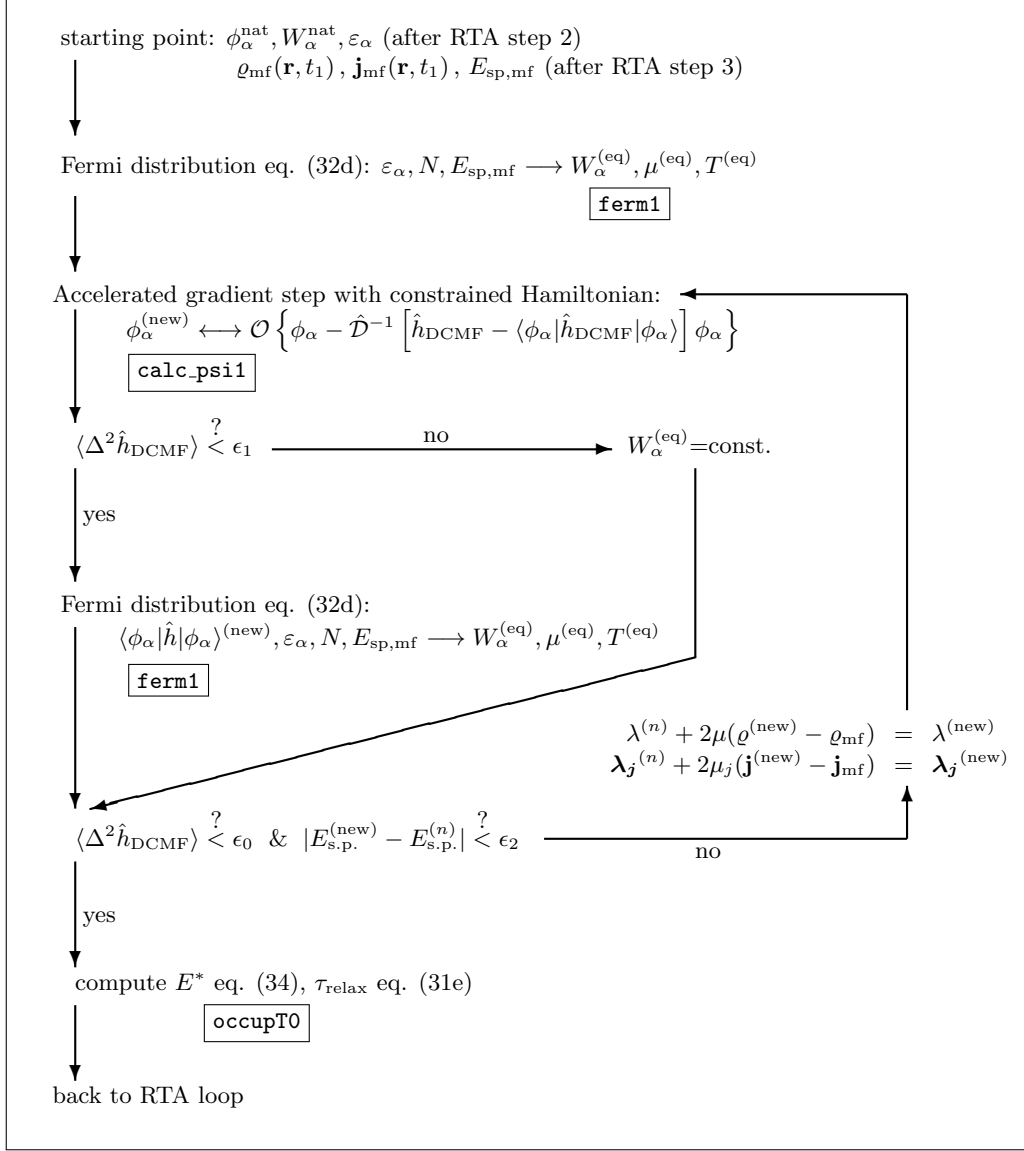 starting point: ϕ_α^nat, W_α^nat, ε_α (after RTA step 2)
ϱ_mf(r, t_1) , j_mf(r, t_1) , E_sp,mf (after RTA step 3)
Fermi distribution eq. (32d): ε_α, N, E_sp,mf ⟶ W_α^(eq), μ^(eq), T^(eq)
ferm1
Accelerated gradient step with constrained Hamiltonian:
ϕ_α^(new) ⟷ 𝒪 { ϕ_α − 𝒟̂^−1 [ ĥ_DCMF − ⟨ϕ_α|ĥ_DCMF|ϕ_α⟩ ] ϕ_α }
calc_psi1
⟨Δ^2 ĥ_DCMF⟩ <^? ϵ_1 no W_α^(eq)=const.
yes
Fermi distribution eq. (32d):
⟨ϕ_α|ĥ|ϕ_α⟩^(new), ε_α, N, E_sp,mf ⟶ W_α^(eq), μ^(eq), T^(eq)
ferm1
λ^(n) + 2μ(ϱ^(new) − ϱ_mf) = λ^(new)
λ_j^(n) + 2μ_j(j^(new) − j_mf) = λ_j^(new)
⟨Δ^2 ĥ_DCMF⟩ <^? ϵ_0 & |E_s.p.^(new) − E_s.p.^(n)| <^? ϵ_2
no
yes
compute E* eq. (34), τ_relax eq. (31e)
occupT0
back to RTA loop